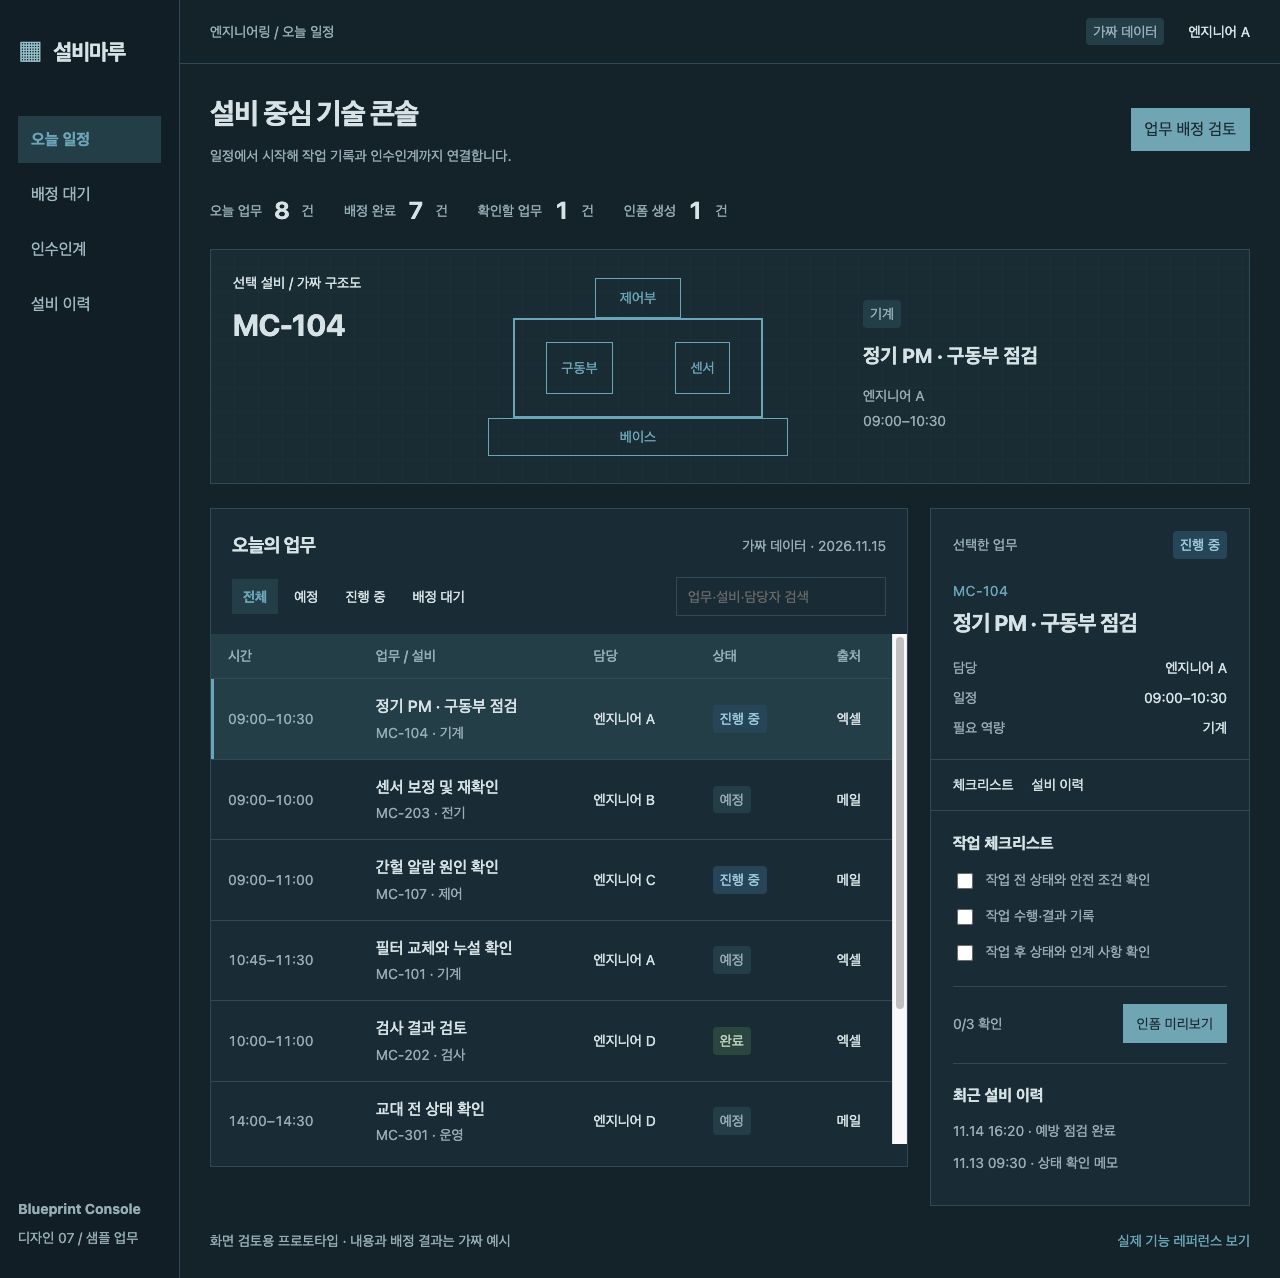 설비마루
오늘 일정
배정 대기
인수인계
설비 이력
Blueprint Console
디자인 07 / 샘플 업무
엔지니어링 / 오늘 일정
가짜 데이터
엔지니어 A
설비 중심 기술 콘솔
일정에서 시작해 작업 기록과 인수인계까지 연결합니다.
업무 배정 검토
오늘 업무 8 건 배정 완료 7 건 확인할 업무 1 건 인폼 생성 1 건
선택 설비 / 가짜 구조도
MC-104
제어부
구동부
센서
베이스
기계
정기 PM · 구동부 점검
엔지니어 A
09:00–10:30
오늘의 업무
가짜 데이터 · 2026.11.15
전체 예정 진행 중 배정 대기
업무·설비·담당자 검색
시간 업무 / 설비 담당 상태 출처
09:00–10:30 정기 PM · 구동부 점검 엔지니어 A 진행 중 엑셀
MC-104 · 기계
09:00–10:00 센서 보정 및 재확인 엔지니어 B 예정 메일
MC-203 · 전기
09:00–11:00 간헐 알람 원인 확인 엔지니어 C 진행 중 메일
MC-107 · 제어
10:45–11:30 필터 교체와 누설 확인 엔지니어 A 예정 엑셀
MC-101 · 기계
10:00–11:00 검사 결과 검토 엔지니어 D 완료 엑셀
MC-202 · 검사
14:00–14:30 교대 전 상태 확인 엔지니어 D 예정 메일
MC-301 · 운영
선택한 업무
진행 중
MC-104
정기 PM · 구동부 점검
담당 엔지니어 A
일정 09:00–10:30
필요 역량 기계
체크리스트 설비 이력
작업 체크리스트
작업 전 상태와 안전 조건 확인
작업 수행·결과 기록
작업 후 상태와 인계 사항 확인
0/3 확인
인폼 미리보기
최근 설비 이력
11.14 16:20 · 예방 점검 완료
11.13 09:30 · 상태 확인 메모
화면 검토용 프로토타입 · 내용과 배정 결과는 가짜 예시
실제 기능 레퍼런스 보기